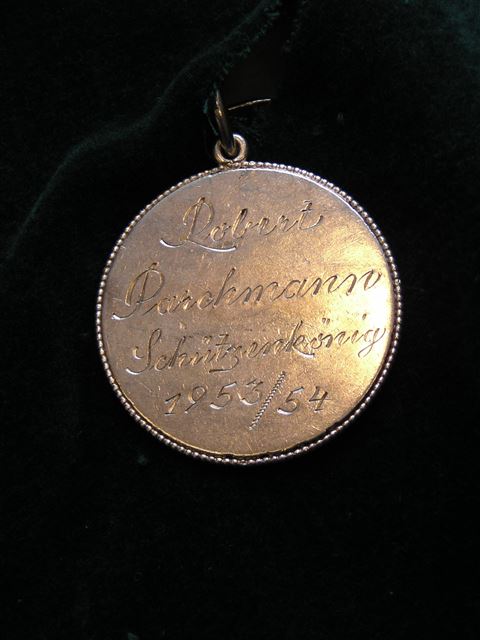 Robert
Parchmann
Schützenkönig
1953/54